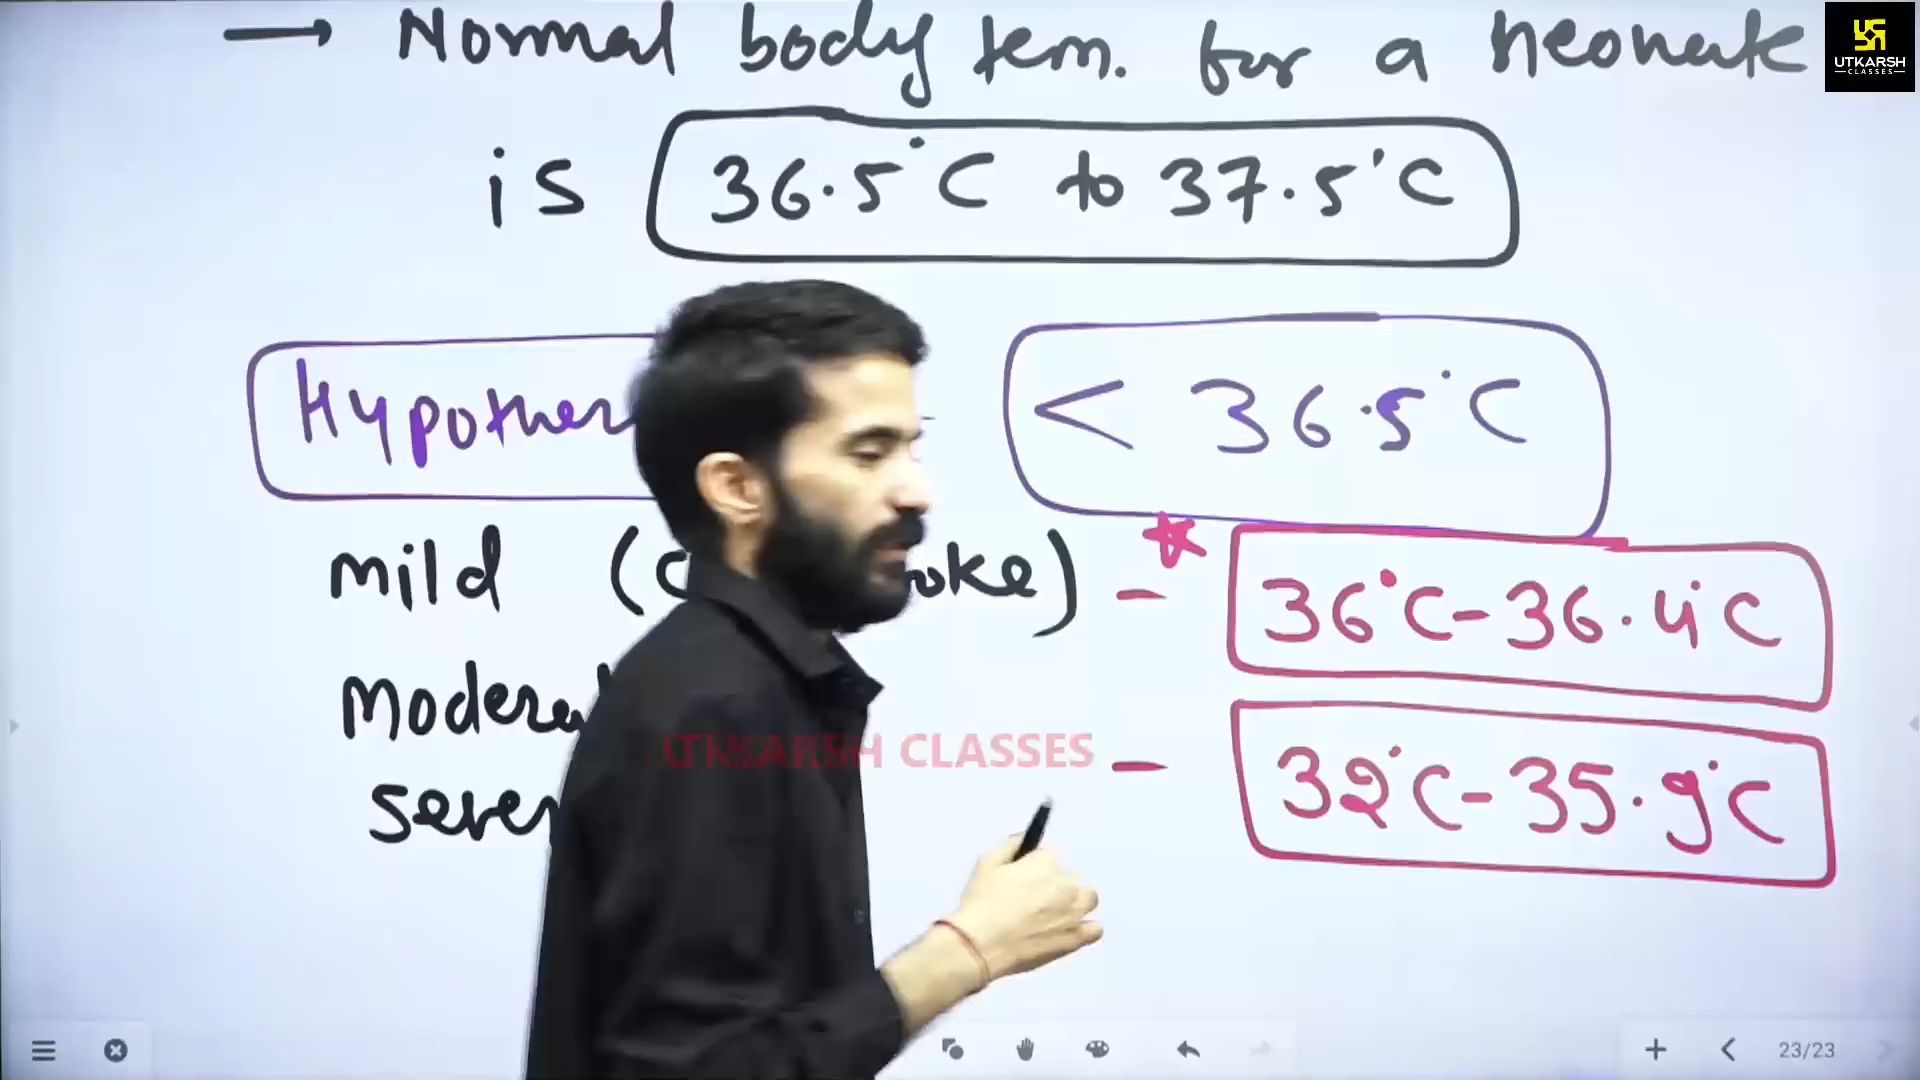 → Normal body tem. for a neonate
UTKARSH
CLASSES
is 36.5°C to 37.5°C
Hypother - < 36.5°C
mild ( oke) - 36°C-36.4°C
Modera
UTKARSH CLASSES
- 32°C-35.9°C
sever
23/23